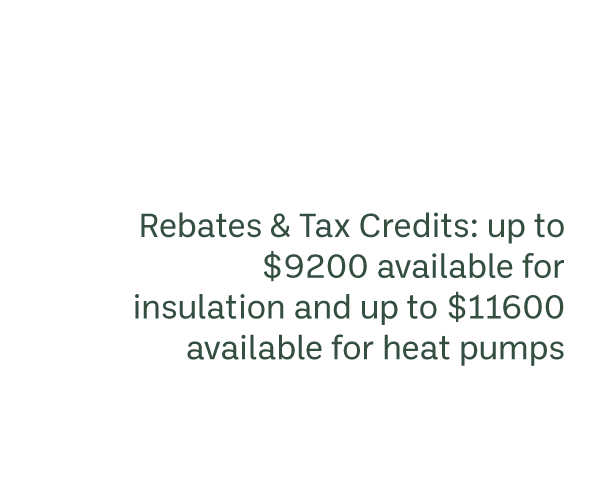 Rebates & Tax Credits: up to
$9200 available for
insulation and up to $11600
available for heat pumps